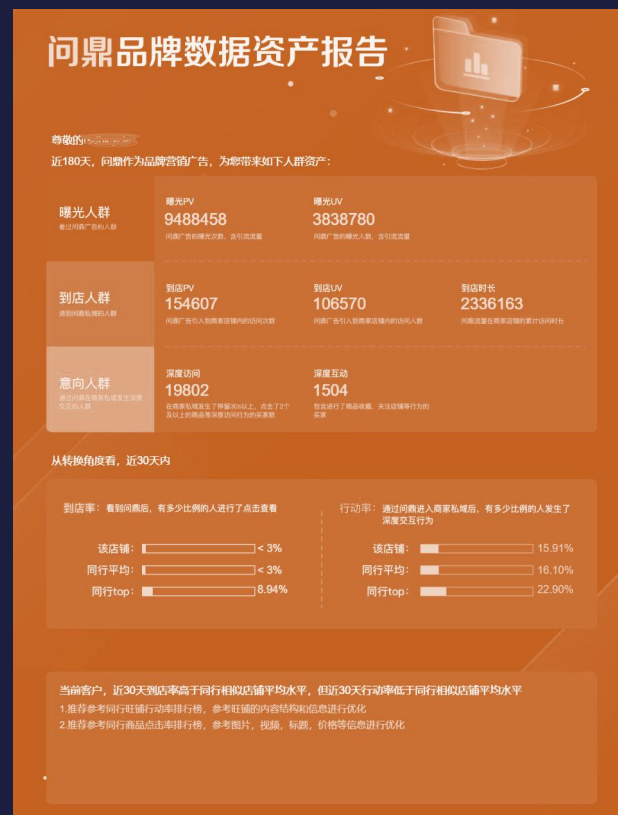 问鼎品牌数据资产报告
尊敬的
近180天，问鼎作为品牌营销广告，为您带来如下人群资产：
曝光人群
看过问鼎广告的人群
曝光PV
9488458
问鼎广告的曝光次数，含引流流量
曝光UV
3838780
问鼎广告的曝光人数，含引流流量
到店人群
进到问鼎私域的人群
到店PV
154607
问鼎广告引入到商家店铺内的访问次数
到店UV
106570
问鼎广告引入到商家店铺内的访问人数
到店时长
2336163
问鼎流量在商家店铺的累计访问时长
意向人群
通过问鼎在商家私域发生深度
交互的人群
深度访问
19802
在商家私域发生了停留30s以上，点击了2个
及以上的商品等深度访问行为的买家数
深度互动
1504
包含进行了商品收藏、关注店铺等行为的
买家
从转换角度看，近30天内
到店率：看到问鼎后，有多少比例的人进行了点击查看
该店铺： < 3%
同行平均： < 3%
同行top： 8.94%
行动率：通过问鼎进入商家私域后，有多少比例的人发生了
深度交互行为
该店铺： 15.91%
同行平均： 16.10%
同行top： 22.90%
当前客户，近30天到店率高于同行相似店铺平均水平，但近30天行动率低于同行相似店铺平均水平
1.推荐参考同行旺铺行动率排行榜，参考旺铺的内容结构和信息进行优化
2.推荐参考同行商品点击率排行榜，参考图片，视频，标题，价格等信息进行优化